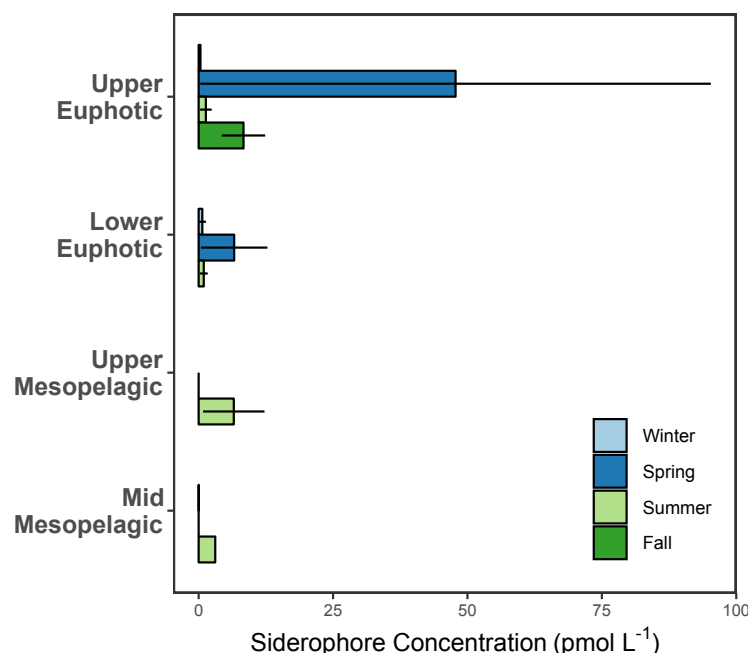 Upper
Euphotic
Lower
Euphotic
Upper
Mesopelagic
Mid
Mesopelagic
Winter
Spring
Summer
Fall
0 25 50 75 100
Siderophore Concentration (pmol L⁻¹)